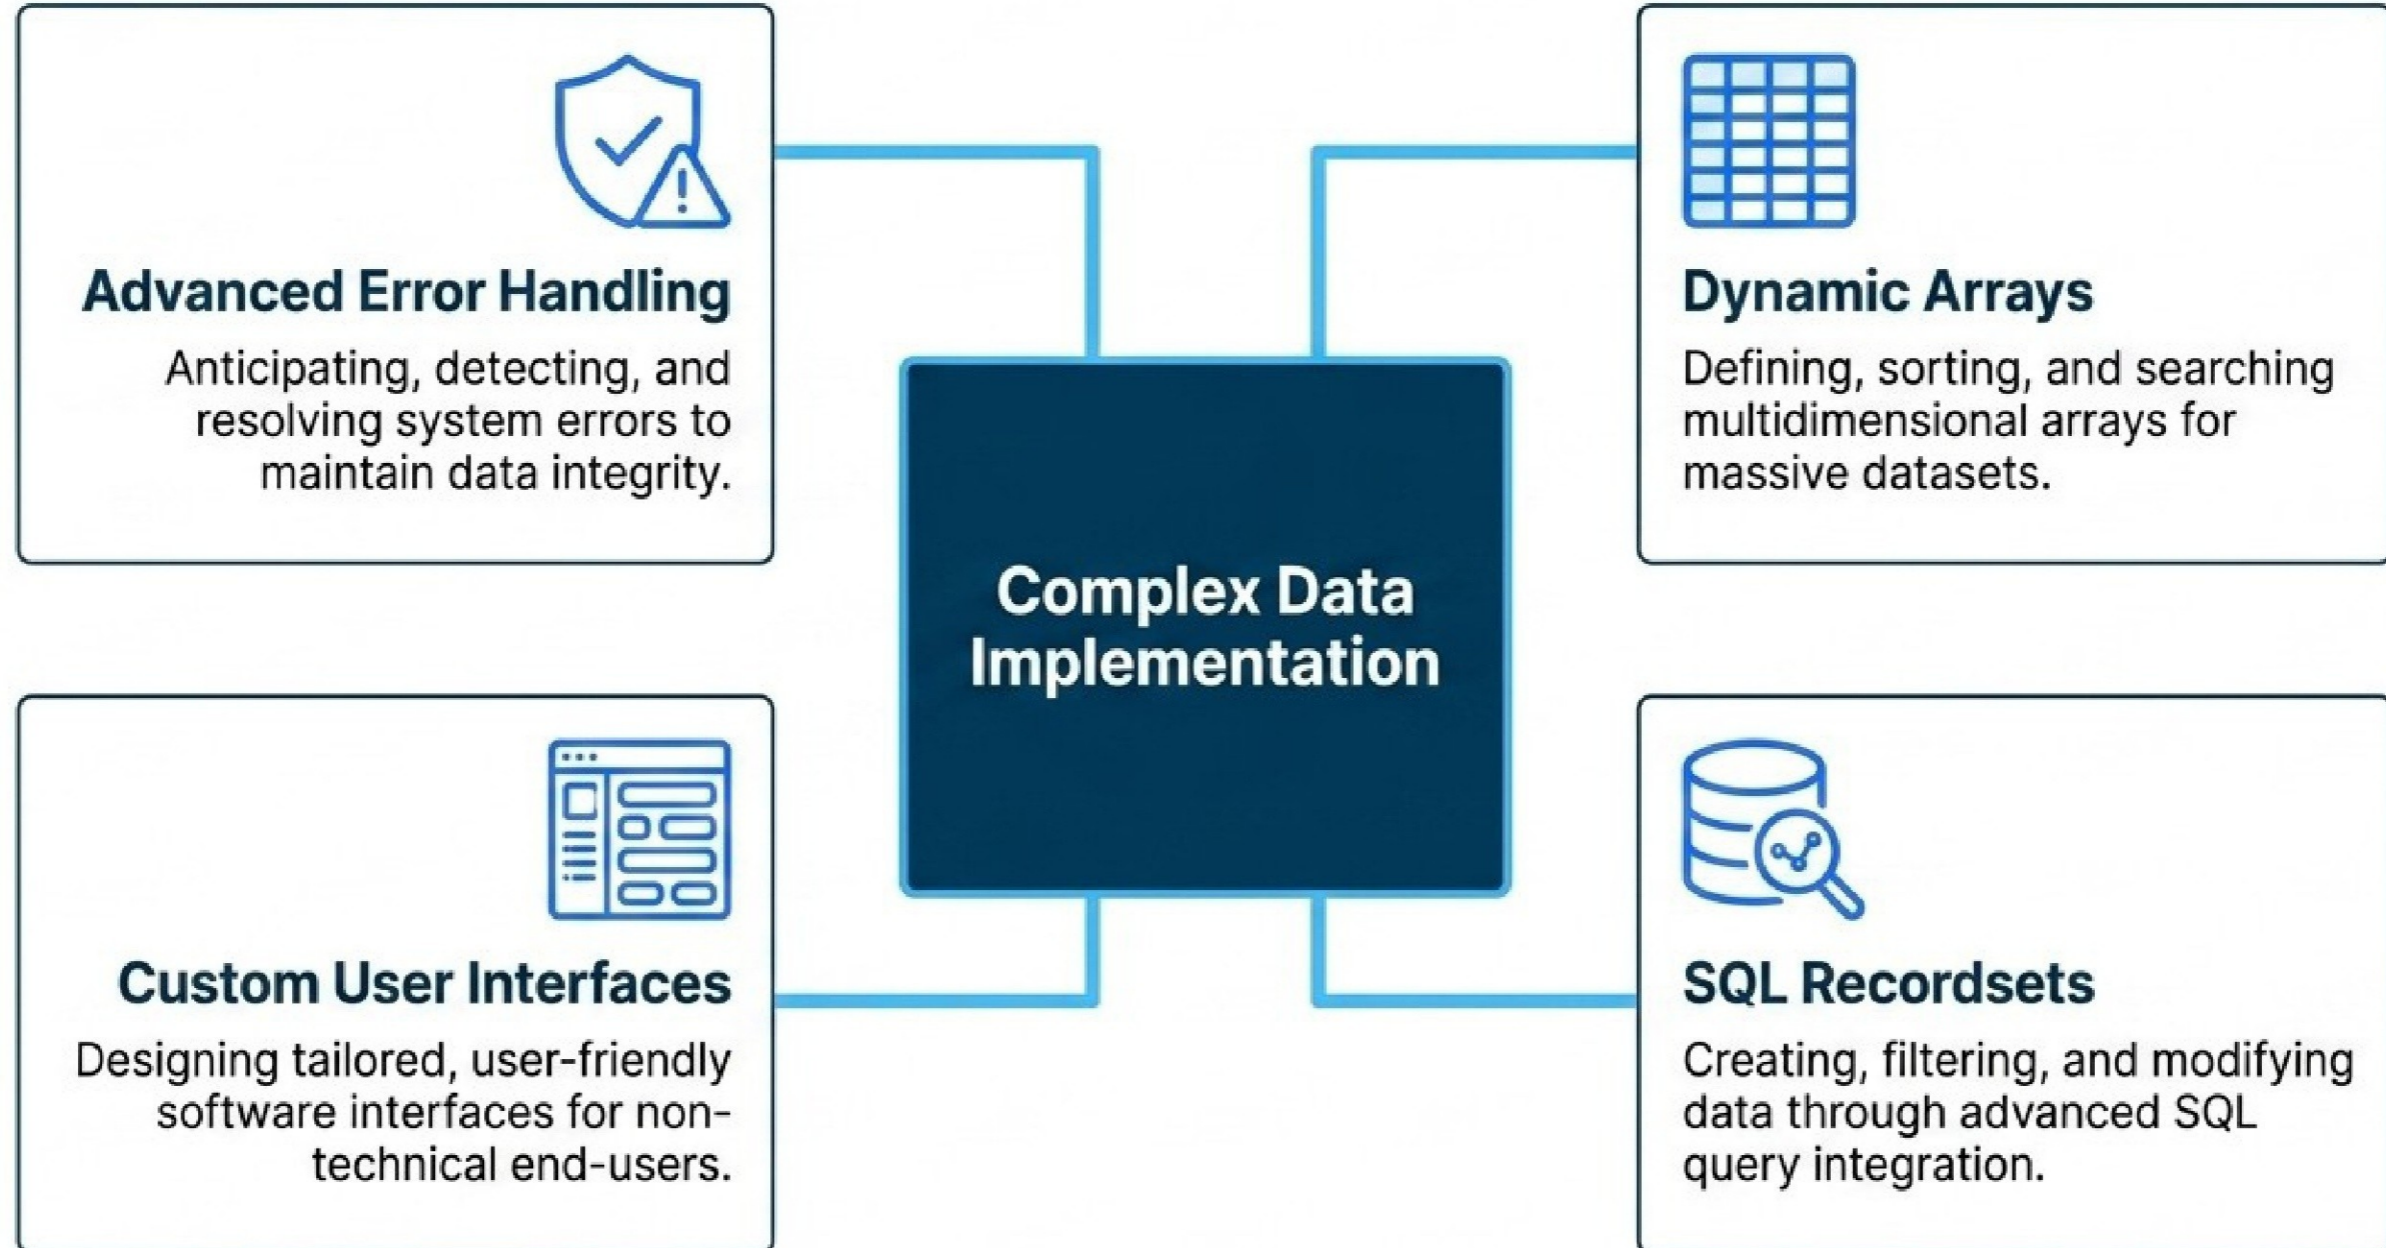 Advanced Error Handling
Anticipating, detecting, and
resolving system errors to
maintain data integrity.
Dynamic Arrays
Defining, sorting, and searching
multidimensional arrays for
massive datasets.
Complex Data
Implementation
Custom User Interfaces
Designing tailored, user-friendly
software interfaces for non-
technical end-users.
SQL Recordsets
Creating, filtering, and modifying
data through advanced SQL
query integration.